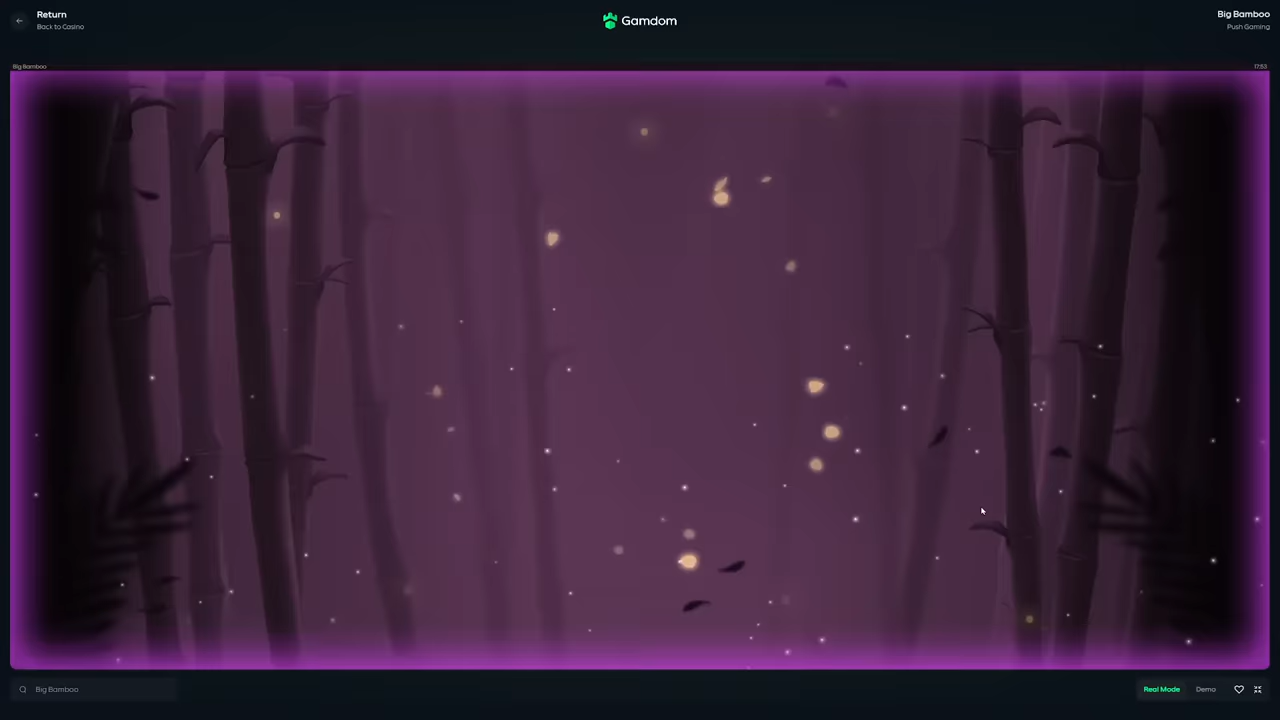 Return
Back to Casino
Gamdom
Big Bamboo
Push Gaming
Big Bamboo
17:53
Big Bamboo
Real Mode
Demo